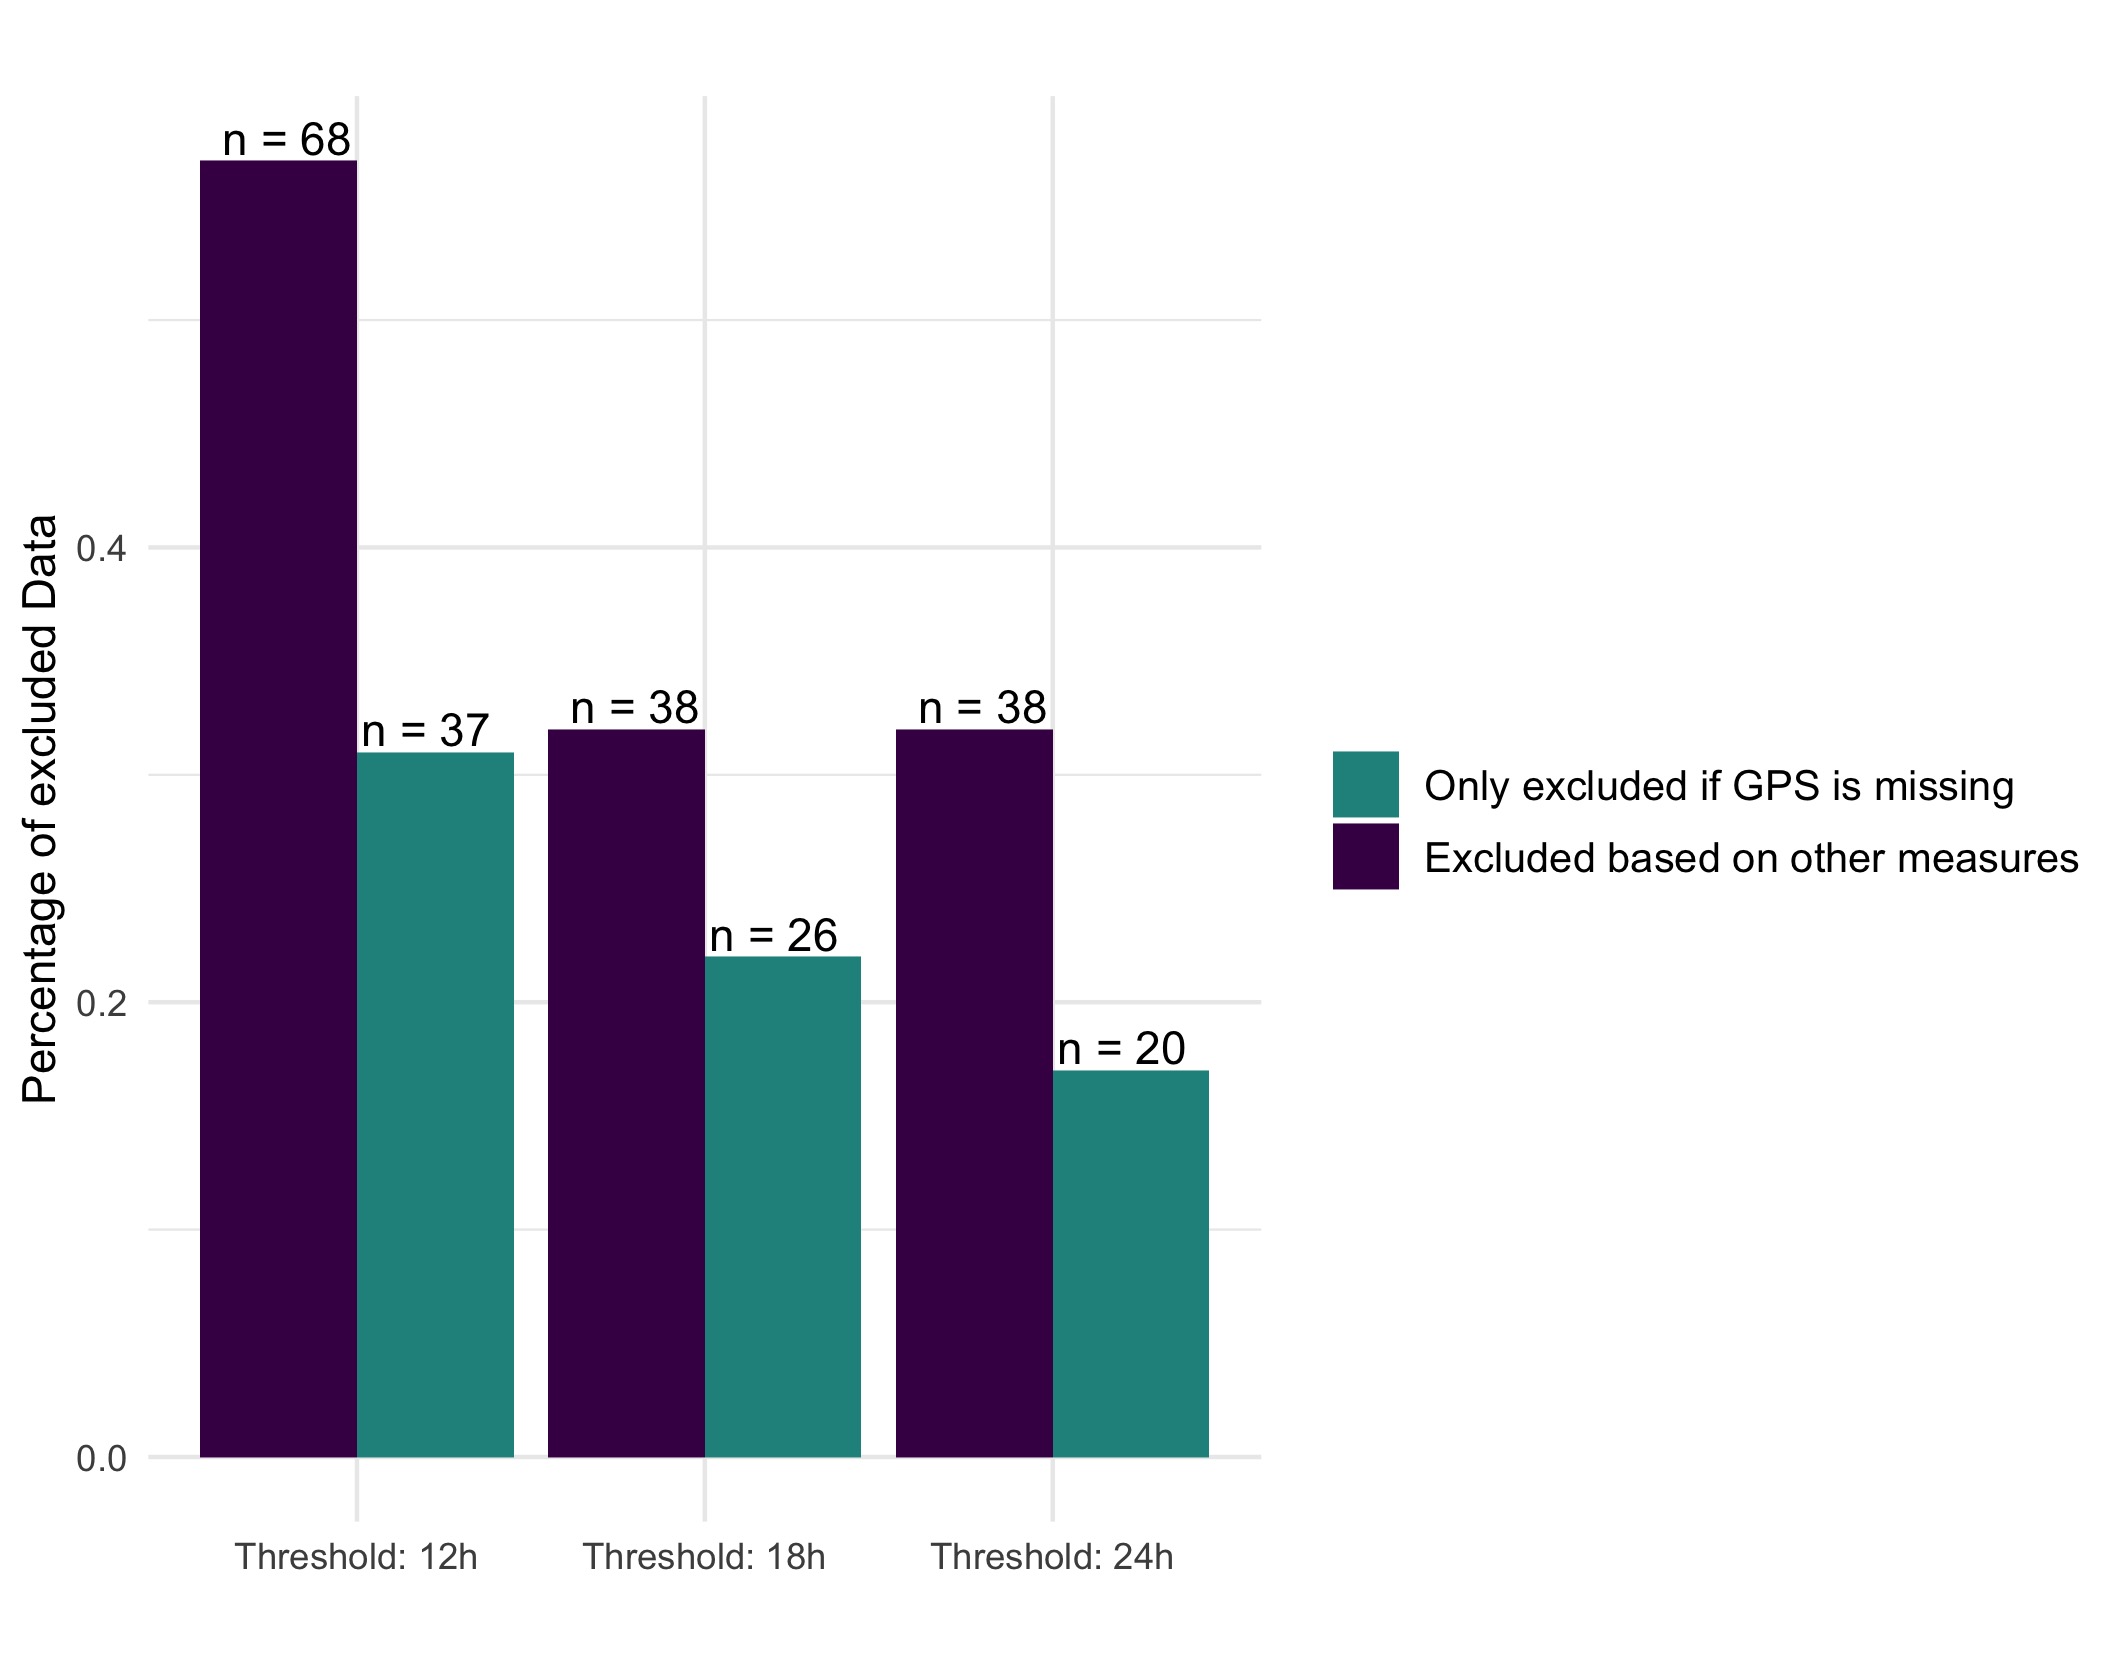 Percentage of excluded Data
0.4
0.2
0.0
n = 68
n = 37
n = 38
n = 26
n = 38
n = 20
Threshold: 12h
Threshold: 18h
Threshold: 24h
Only excluded if GPS is missing
Excluded based on other measures